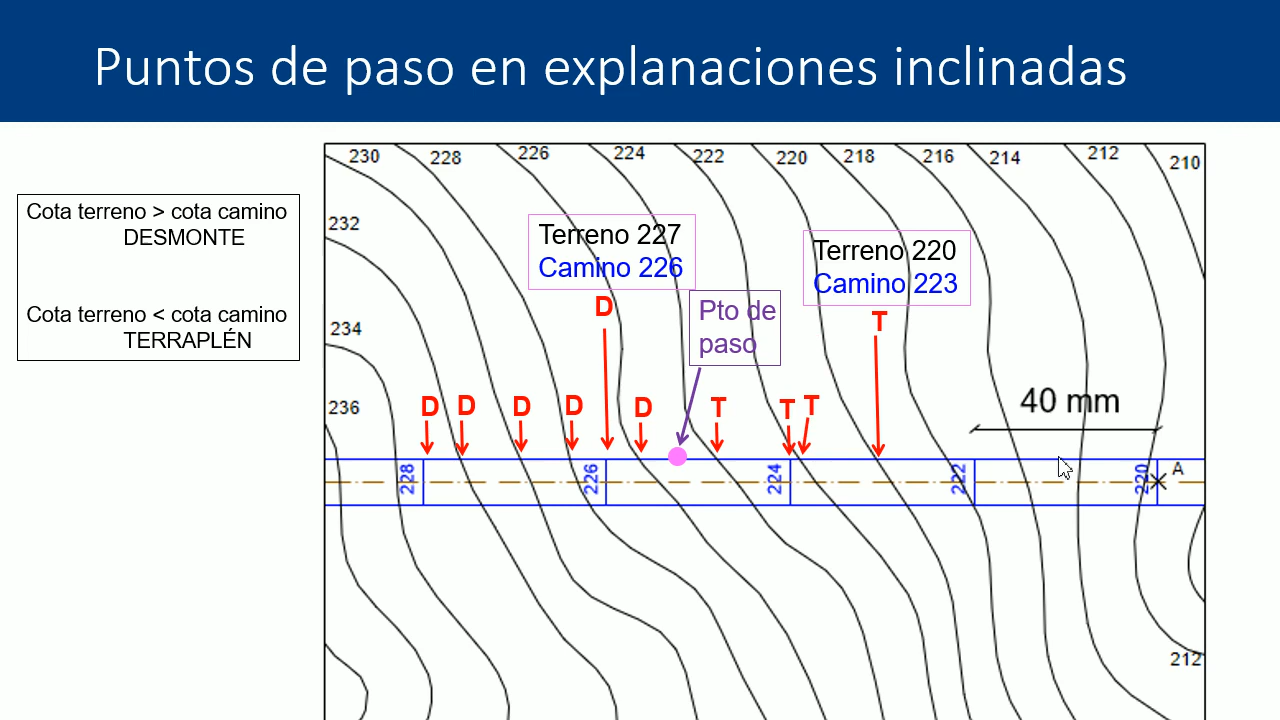 Puntos de paso en explanaciones inclinadas
Cota terreno > cota camino
DESMONTE
Cota terreno < cota camino
TERRAPLÉN
230
228
226
224
222
220
218
216
214
212
210
232
234
236
Terreno 227
Camino 226
Terreno 220
Camino 223
D
Pto de
paso
T
D
D
D
D
D
T
T
T
40 mm
228
226
224
222
220
A
212